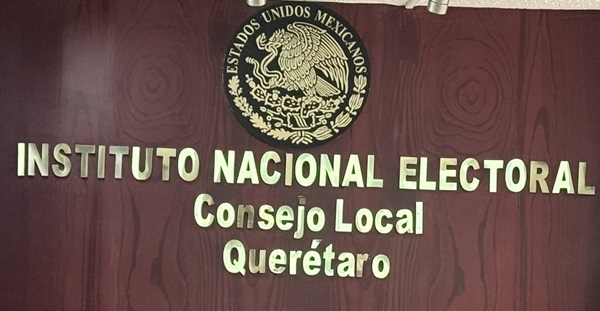 ESTADOS UNIDOS MEXICANOS
INSTITUTO NACIONAL ELECTORAL
Consejo Local
Querétaro